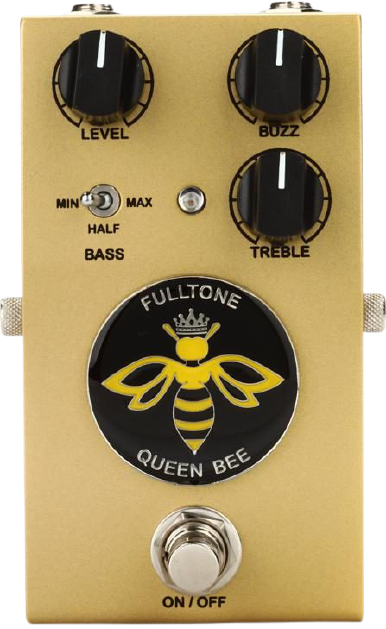 LEVEL
BUZZ
MIN MAX
HALF
BASS
TREBLE
FULLTONE
QUEEN BEE
ON / OFF